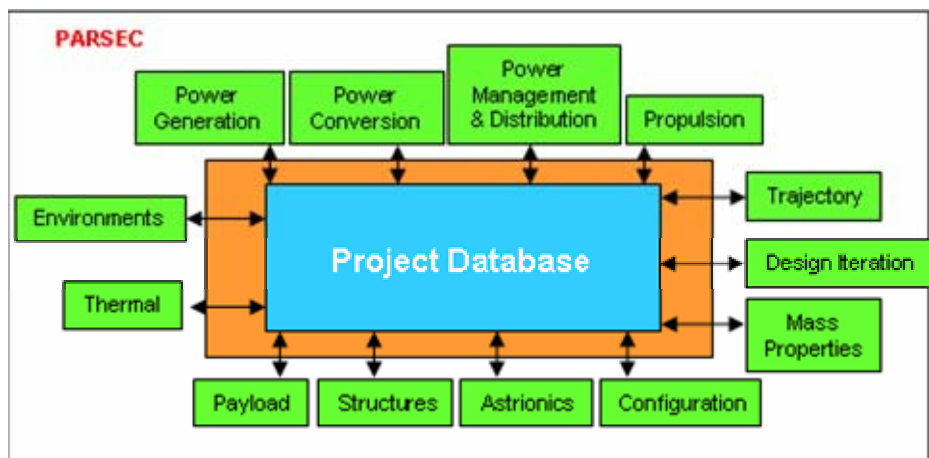 PARSEC
Power
Generation
Power
Conversion
Power
Management
& Distribution
Propulsion
Environments
Thermal
Project Database
Trajectory
Design Iteration
Mass
Properties
Payload
Structures
Astrionics
Configuration